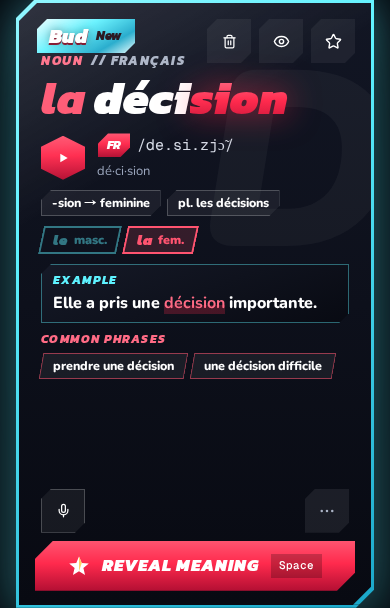 Bud New
NOUN // FRANÇAIS
la décision
FR /de.si.zjɔ̃/
dé·ci·sion
-sion → feminine pl. les décisions
le masc. la fem.
EXAMPLE
Elle a pris une décision importante.
COMMON PHRASES
prendre une décision une décision difficile
REVEAL MEANING Space